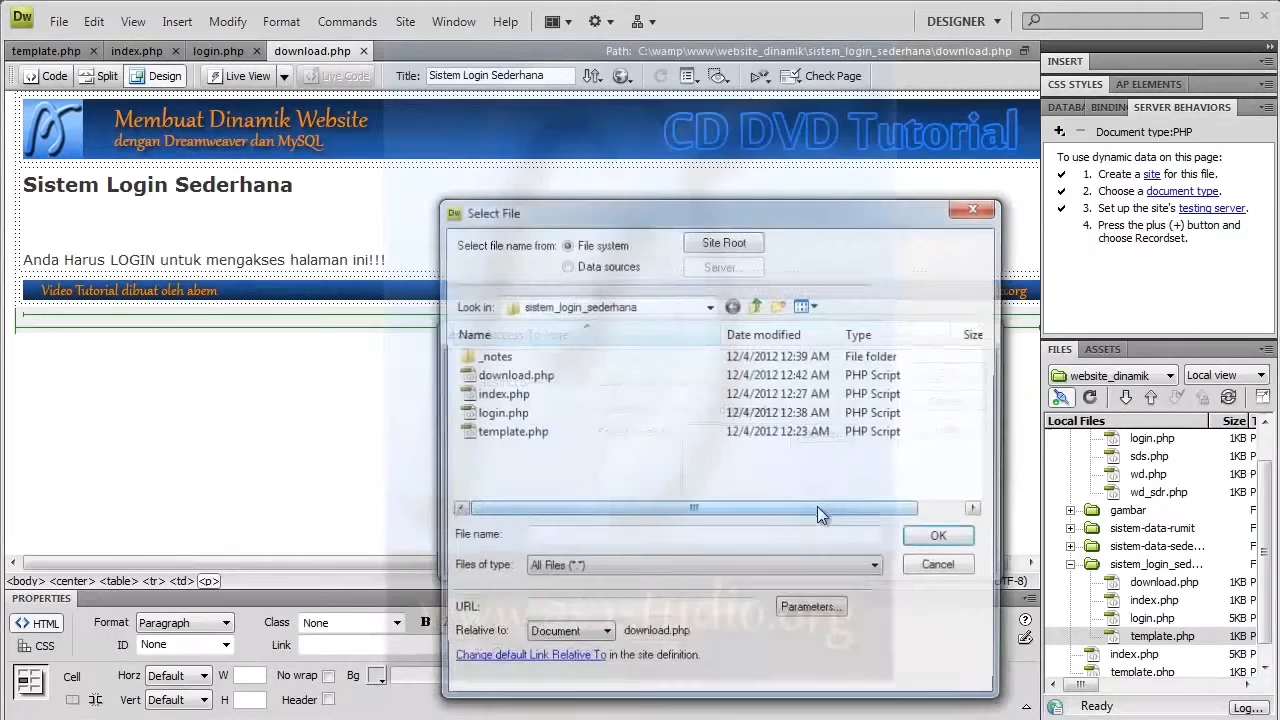 Dw File Edit View Insert Modify Format Commands Site Window Help DESIGNER
template.php index.php login.php download.php Path: C:\wamp\www\website_dinamik\sistem_login_sederhana\download.php
Code Split Design Live View Live Code Title: Sistem Login Sederhana Check Page
Membuat Dinamik Website
dengan Dreamweaver dan MySQL
CD DVD Tutorial
Sistem Login Sederhana
Anda Harus LOGIN untuk mengakses halaman ini!!!
Video Tutorial dibuat oleh abem
Dw Select File
Select file name from: File system Site Root
Data sources Server...
Look in: sistem_login_sederhana
Name Date modified Type Size
_notes 12/4/2012 12:39 AM File folder
download.php 12/4/2012 12:42 AM PHP Script
index.php 12/4/2012 12:27 AM PHP Script
login.php 12/4/2012 12:38 AM PHP Script
template.php 12/4/2012 12:23 AM PHP Script
File name: OK
Files of type: All Files (*.*) Cancel
URL: Parameters...
Relative to: Document download.php
Change default Link Relative To in the site definition.
<body> <center> <table> <tr> <td> <p>
PROPERTIES
HTML Format Paragraph Class None B
CSS ID None Link
Cell Horz Default W No wrap Bg
Vert Default H Header
INSERT
CSS STYLES AP ELEMENTS
DATABA BINDING SERVER BEHAVIORS
Document type:PHP
To use dynamic data on this page:
1. Create a site for this file.
2. Choose a document type.
3. Set up the site's testing server.
4. Press the plus (+) button and
choose Recordset.
FILES ASSETS
website_dinamik Local view
Local Files Size T
login.php 1KB P
sds.php 1KB P
wd.php 1KB P
wd_sdr.php 1KB P
gambar F
sistem-data-rumit F
sistem-data-sede... F
sistem_login_sed... F
download.php 1KB P
index.php 1KB P
login.php 1KB P
template.php 1KB P
index.php 5KB P
template.php 1KB P
Ready Log...